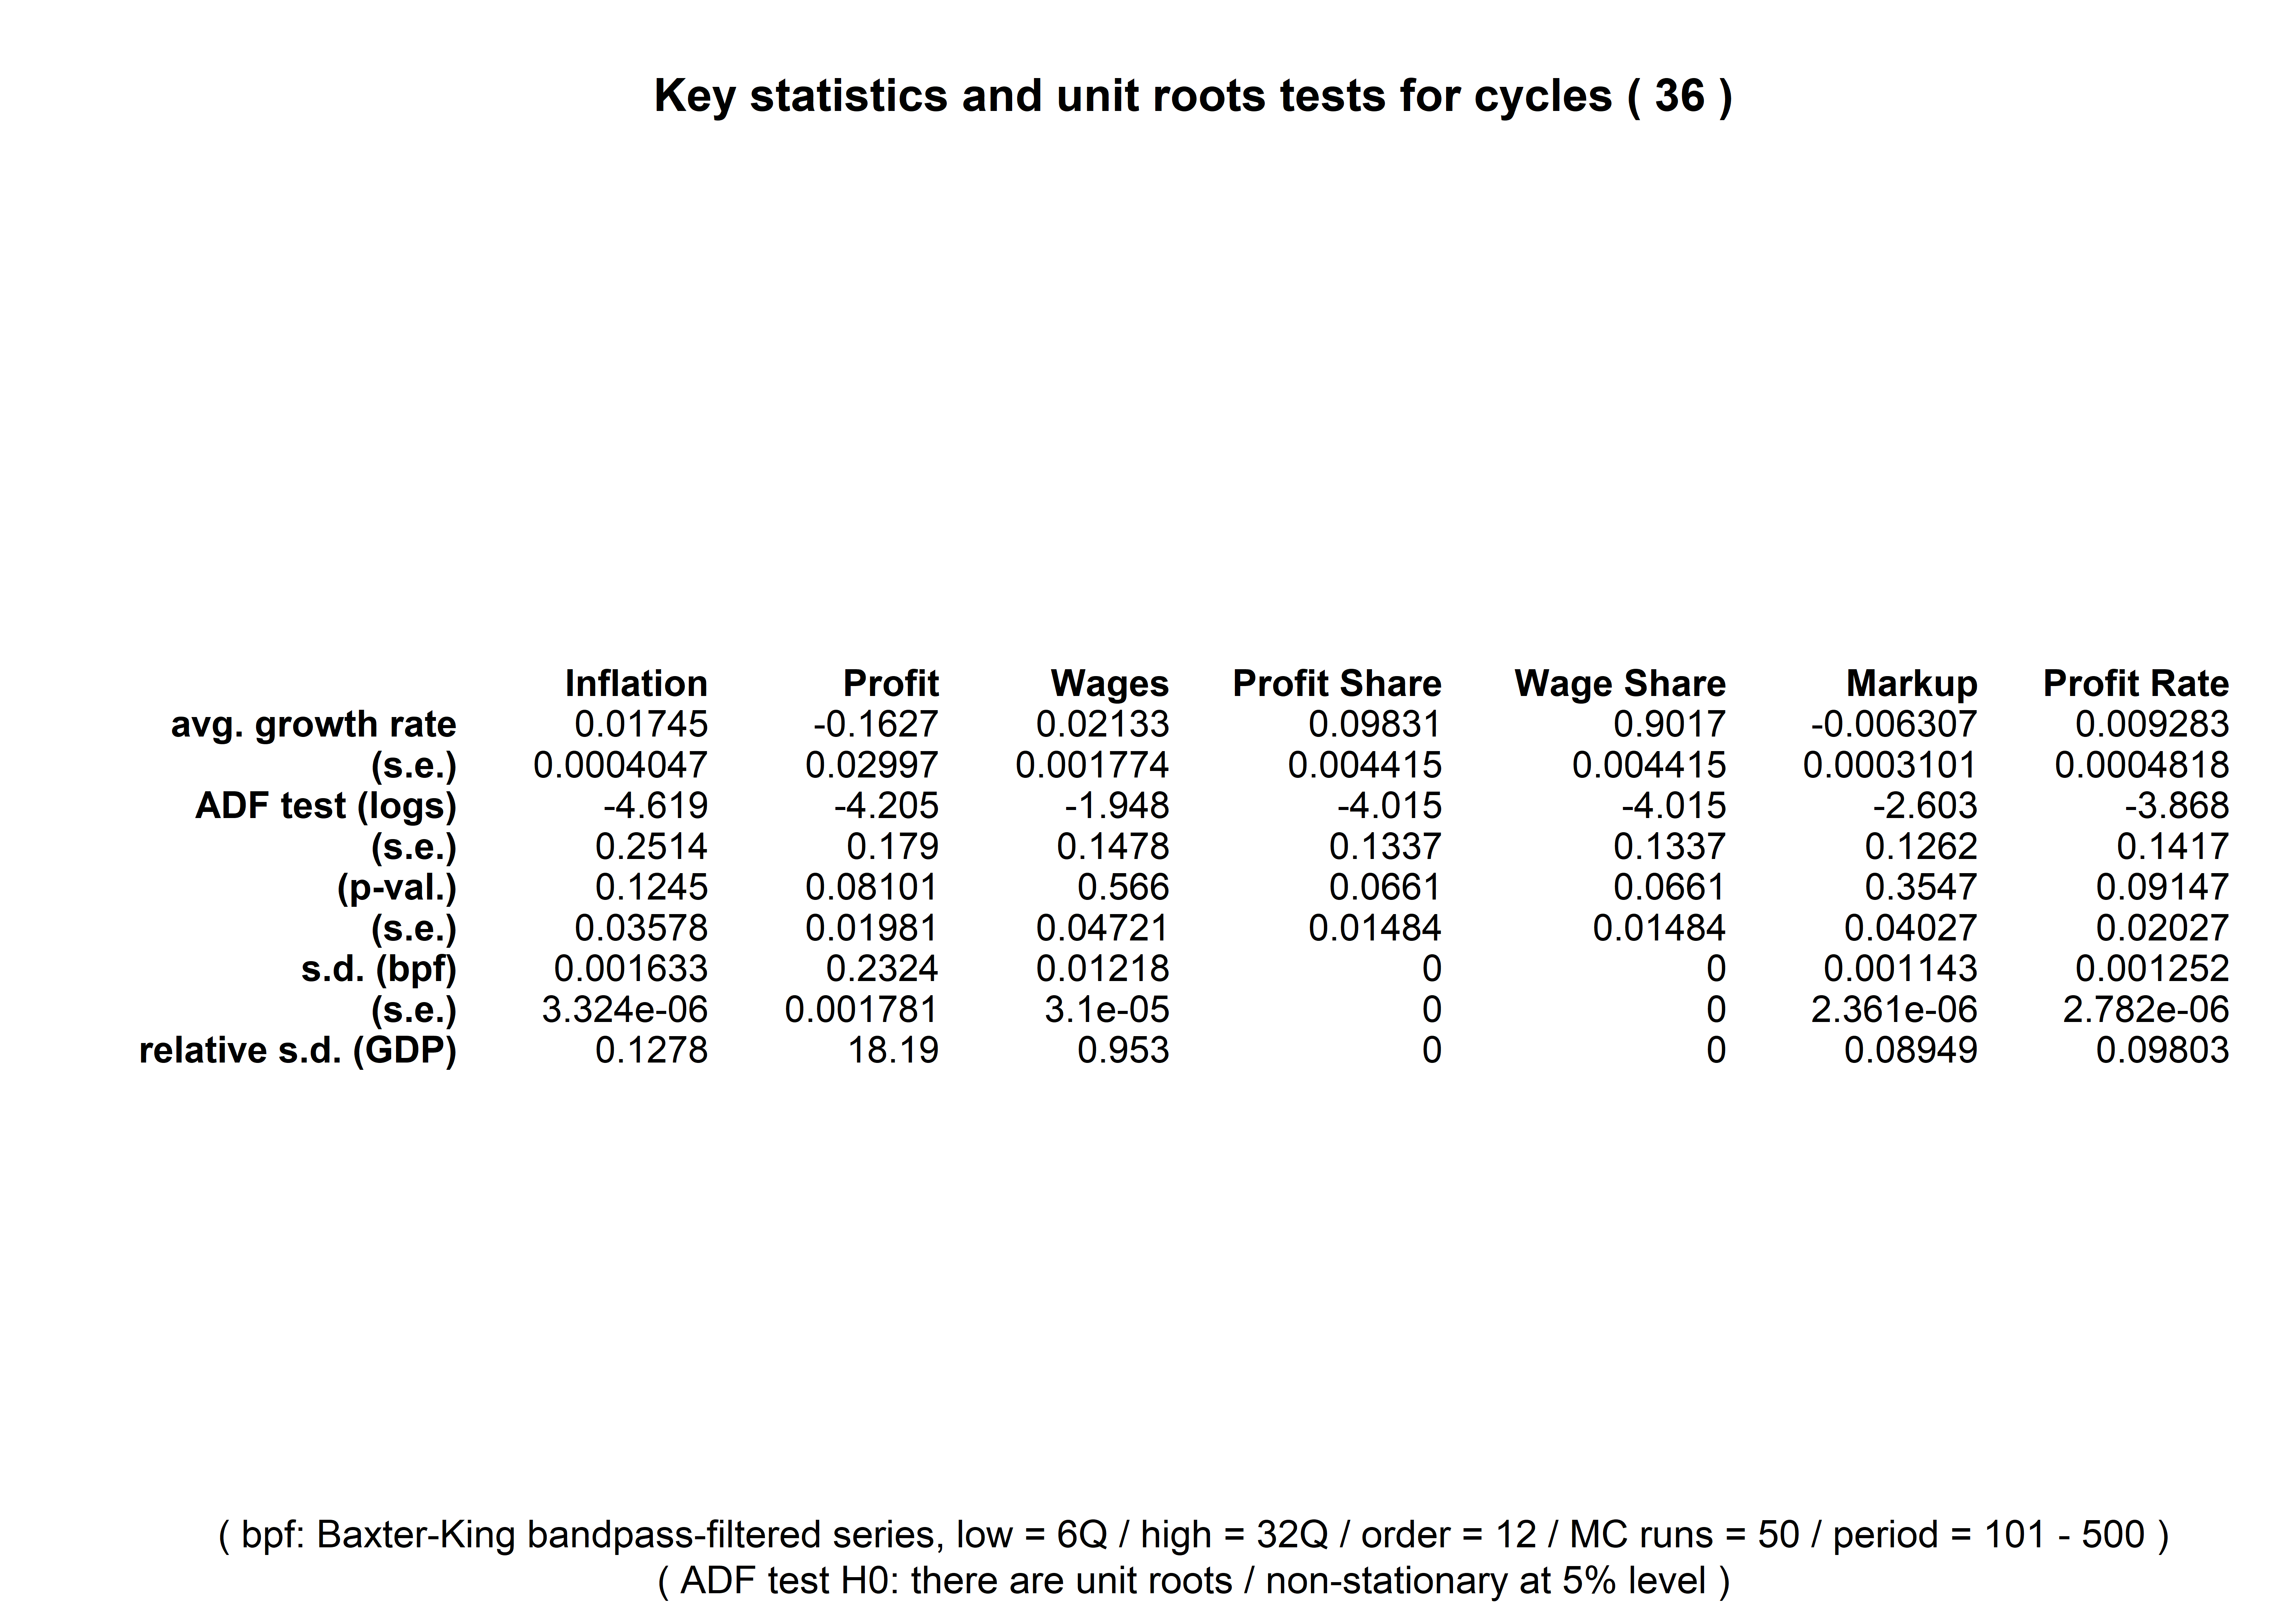 Key statistics and unit roots tests for cycles ( 36 )
Inflation Profit Wages Profit Share Wage Share Markup Profit Rate
avg. growth rate 0.01745 -0.1627 0.02133 0.09831 0.9017 -0.006307 0.009283
(s.e.) 0.0004047 0.02997 0.001774 0.004415 0.004415 0.0003101 0.0004818
ADF test (logs) -4.619 -4.205 -1.948 -4.015 -4.015 -2.603 -3.868
(s.e.) 0.2514 0.179 0.1478 0.1337 0.1337 0.1262 0.1417
(p-val.) 0.1245 0.08101 0.566 0.0661 0.0661 0.3547 0.09147
(s.e.) 0.03578 0.01981 0.04721 0.01484 0.01484 0.04027 0.02027
s.d. (bpf) 0.001633 0.2324 0.01218 0 0 0.001143 0.001252
(s.e.) 3.324e-06 0.001781 3.1e-05 0 0 2.361e-06 2.782e-06
relative s.d. (GDP) 0.1278 18.19 0.953 0 0 0.08949 0.09803
( bpf: Baxter-King bandpass-filtered series, low = 6Q / high = 32Q / order = 12 / MC runs = 50 / period = 101 - 500 )
( ADF test H0: there are unit roots / non-stationary at 5% level )